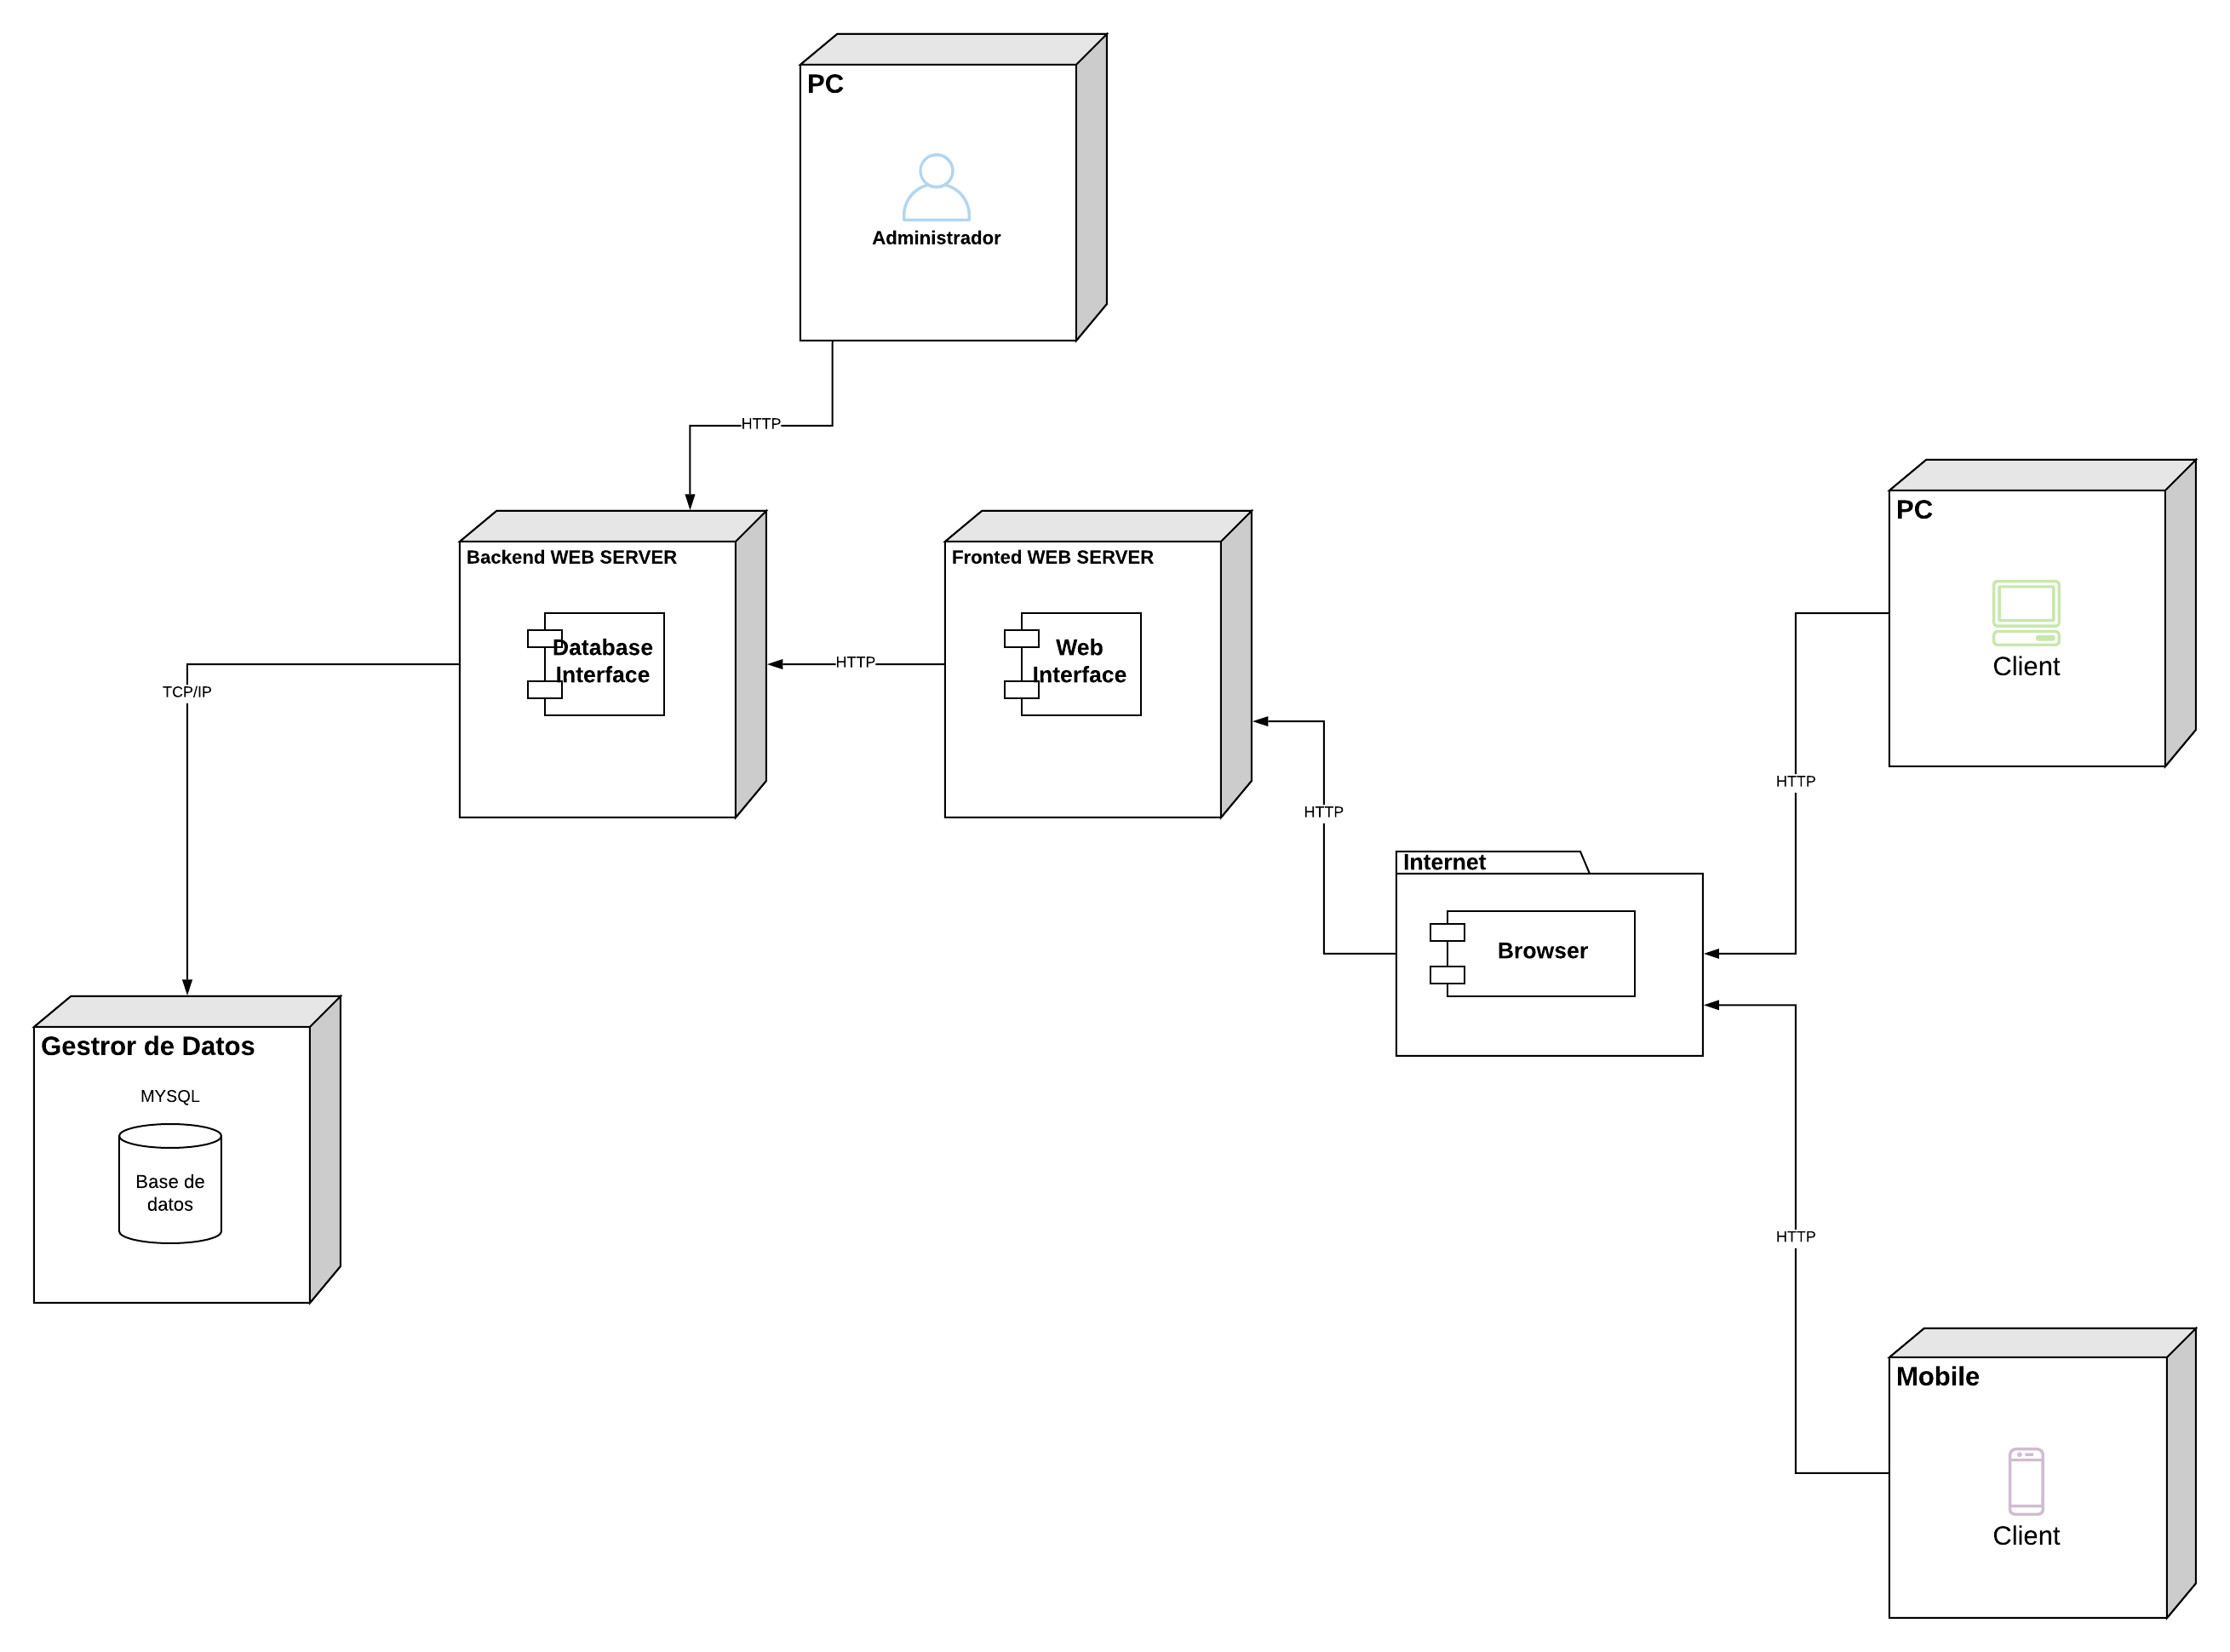 PC
Administrador
HTTP
PC
Client
Backend WEB SERVER
Database
Interface
HTTP
Fronted WEB SERVER
Web
Interface
TCP/IP
HTTP
HTTP
Internet
Browser
Gestror de Datos
MYSQL
Base de
datos
HTTP
Mobile
Client